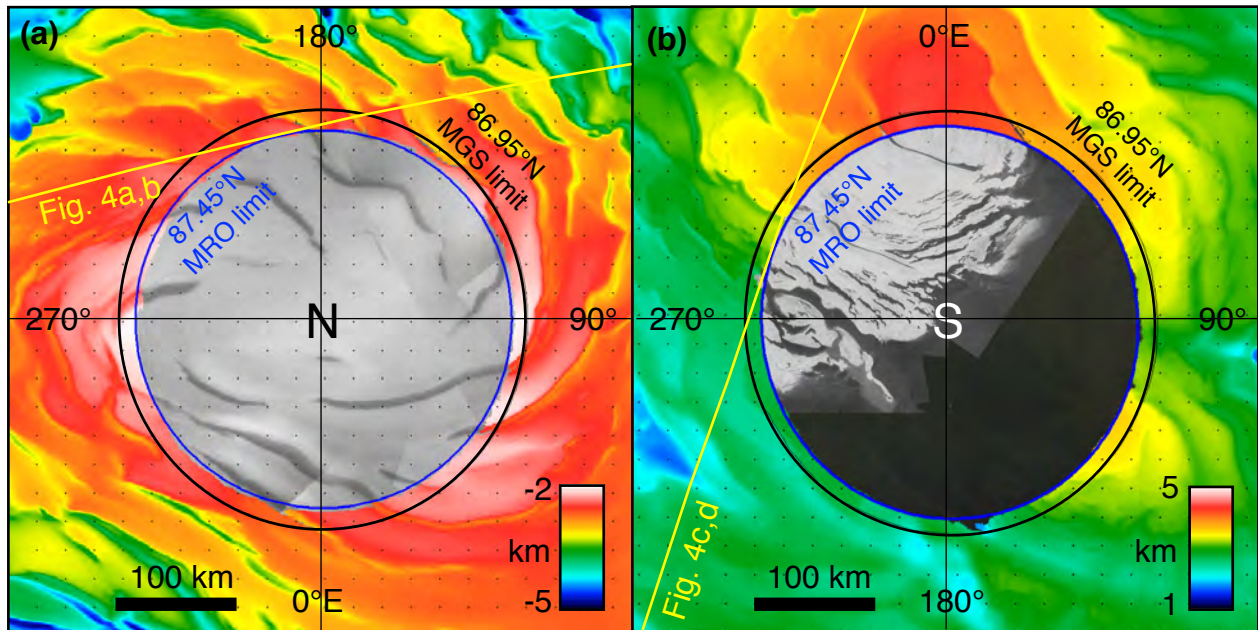 (a)
180°
86.95°N
MGS limit
87.45°N
MRO limit
Fig. 4a,b
270°
N
90°
-2
km
-5
100 km
0°E
(b)
0°E
86.95°N
MGS limit
87.45°N
MRO limit
270°
S
90°
Fig. 4c,d
5
km
1
100 km
180°